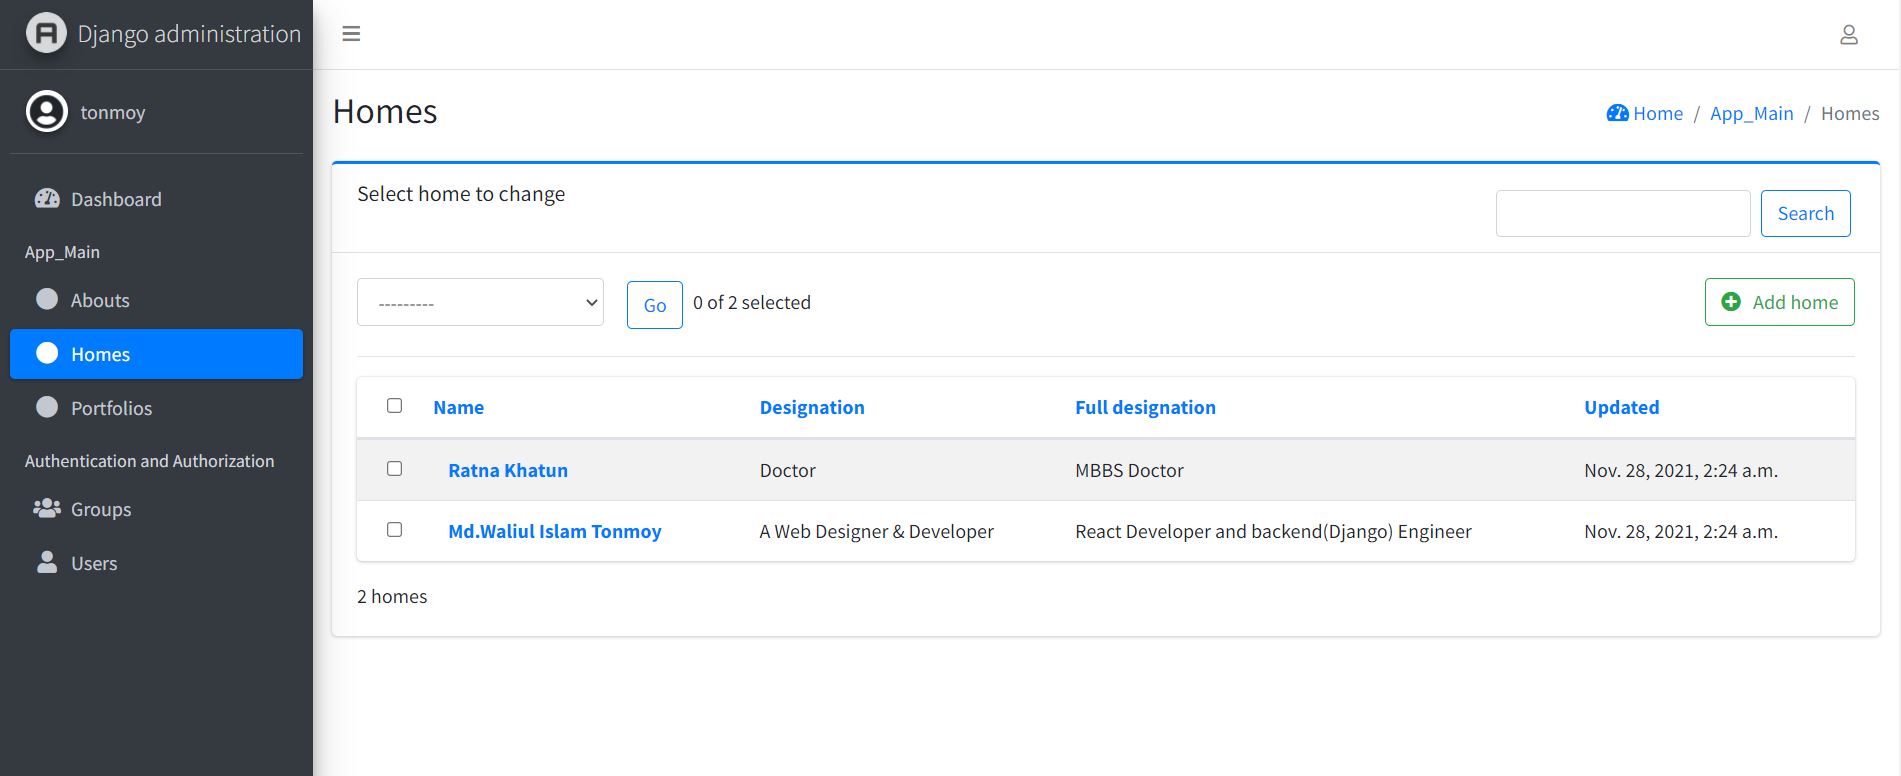 Django administration
tonmoy
Dashboard
App_Main
Abouts
Homes
Portfolios
Authentication and Authorization
Groups
Users
Homes
Home / App_Main / Homes
Select home to change
Search
---------
Go
0 of 2 selected
Add home
Name Designation Full designation Updated
Ratna Khatun Doctor MBBS Doctor Nov. 28, 2021, 2:24 a.m.
Md.Waliul Islam Tonmoy A Web Designer & Developer React Developer and backend(Django) Engineer Nov. 28, 2021, 2:24 a.m.
2 homes